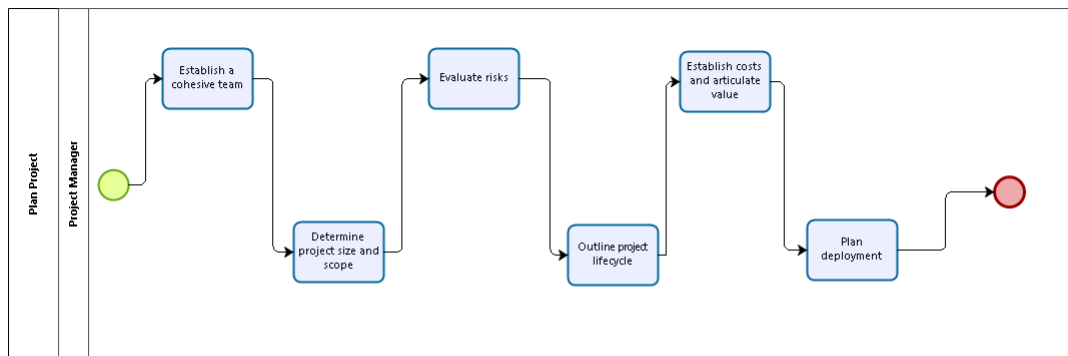 Plan Project
Project Manager
Establish a
cohesive team
Determine
project size and
scope
Evaluate risks
Outline project
lifecycle
Establish costs
and articulate
value
Plan
deployment